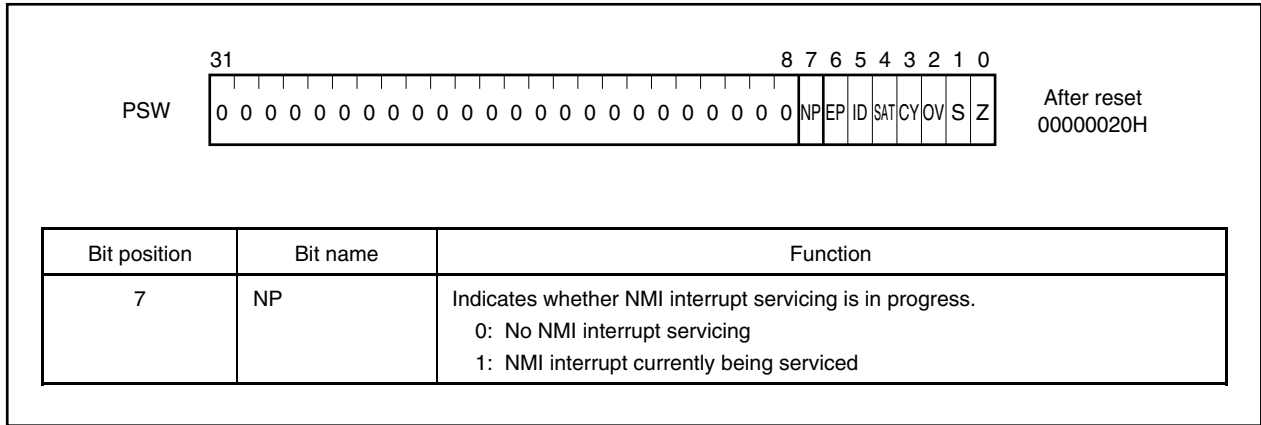 31 8 7 6 5 4 3 2 1 0
PSW 0 0 0 0 0 0 0 0 0 0 0 0 0 0 0 0 0 0 0 0 0 0 0 0 NP EP ID SAT CY OV S Z After reset
00000020H
Bit position Bit name Function
7 NP Indicates whether NMI interrupt servicing is in progress.
0: No NMI interrupt servicing
1: NMI interrupt currently being serviced